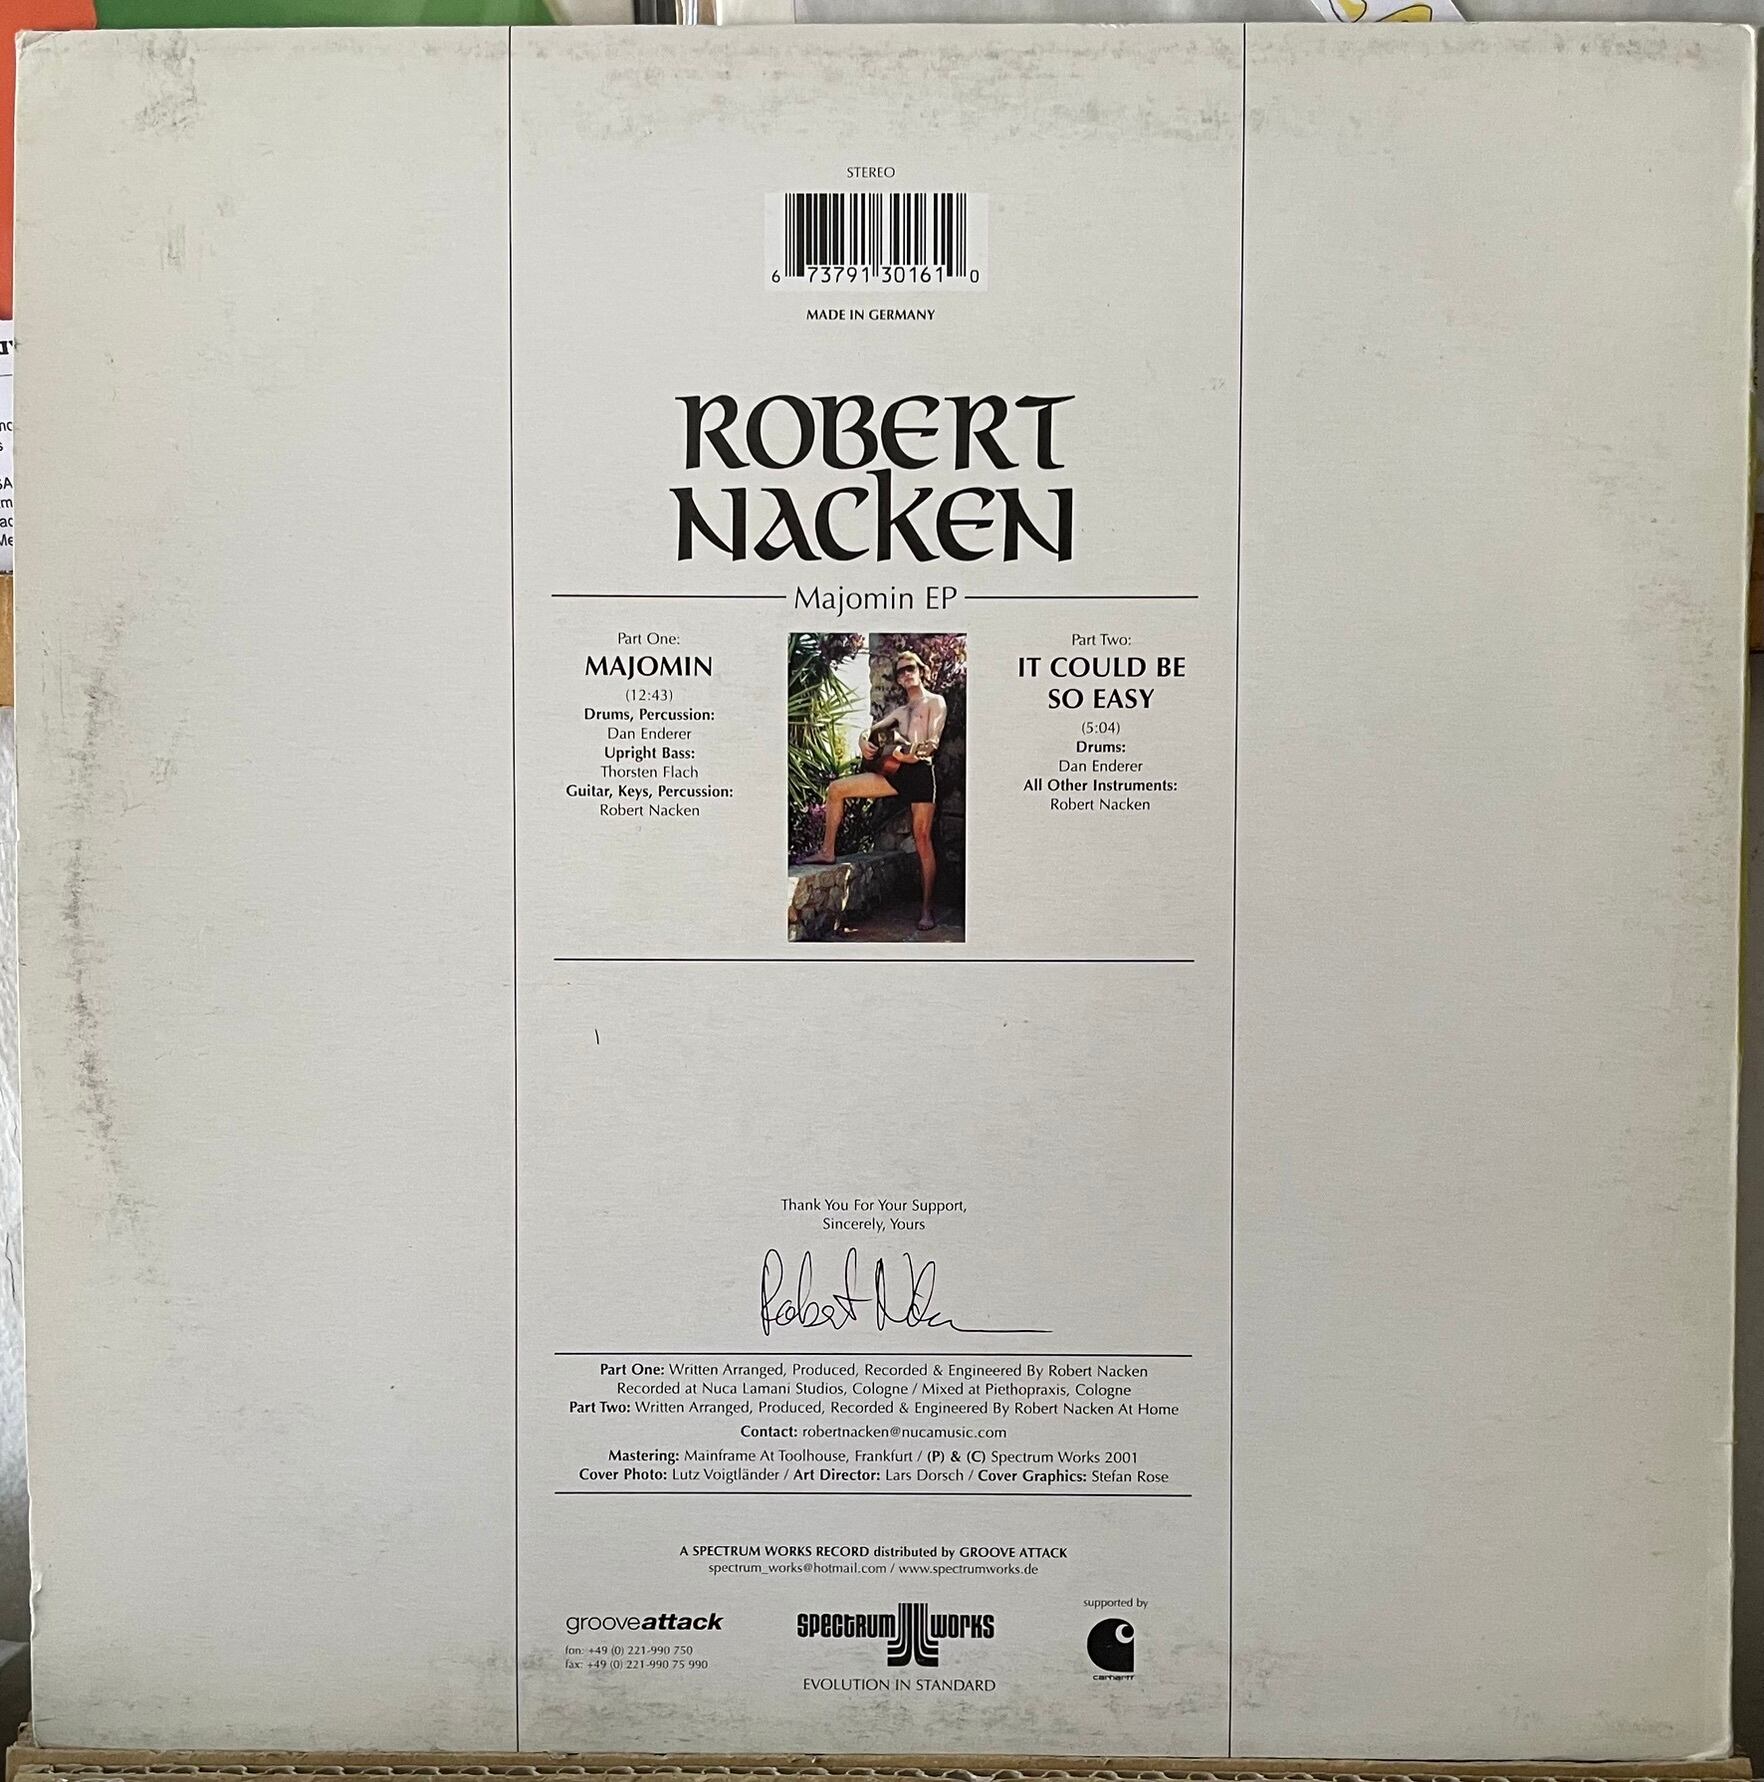 STEREO
6 73791 30161 0
MADE IN GERMANY
ROBERT
NACKEN
Majomin EP
Part One:
MAJOMIN
(12:43)
Drums, Percussion:
Dan Enderer
Upright Bass:
Thorsten Flach
Guitar, Keys, Percussion:
Robert Nacken
Part Two:
IT COULD BE
SO EASY
(5:04)
Drums:
Dan Enderer
All Other Instruments:
Robert Nacken
Thank You For Your Support,
Sincerely, Yours
Part One: Written Arranged, Produced, Recorded & Engineered By Robert Nacken
Recorded at Nuca Lamani Studios, Cologne / Mixed at Piethopraxis, Cologne
Part Two: Written Arranged, Produced, Recorded & Engineered By Robert Nacken At Home
Contact: robertnacken@nucamusic.com
Mastering: Mainframe At Toolhouse, Frankfurt / (P) & (C) Spectrum Works 2001
Cover Photo: Lutz Voigtländer / Art Director: Lars Dorsch / Cover Graphics: Stefan Rose
A SPECTRUM WORKS RECORD distributed by GROOVE ATTACK
spectrum_works@hotmail.com / www.spectrumworks.de
grooveattack
fon: +49 (0) 221-990 750
fax: +49 (0) 221-990 75 990
SPECTRUM WORKS
EVOLUTION IN STANDARD
supported by
carhartt